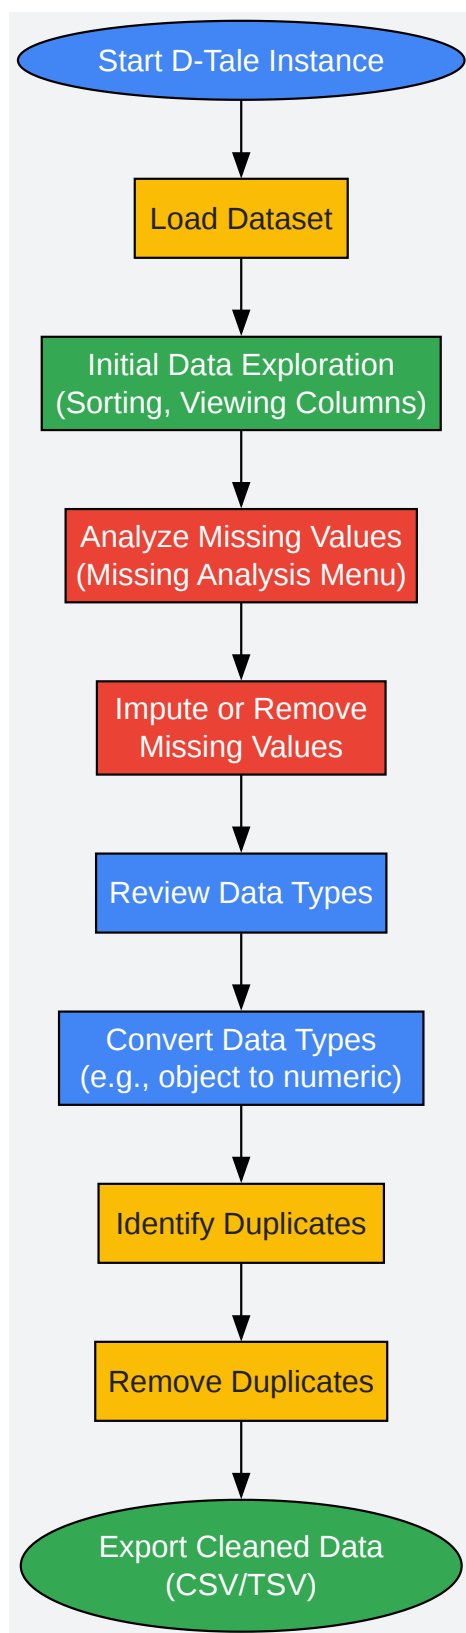 Start D-Tale Instance
Load Dataset
Initial Data Exploration
(Sorting, Viewing Columns)
Analyze Missing Values
(Missing Analysis Menu)
Impute or Remove
Missing Values
Review Data Types
Convert Data Types
(e.g., object to numeric)
Identify Duplicates
Remove Duplicates
Export Cleaned Data
(CSV/TSV)